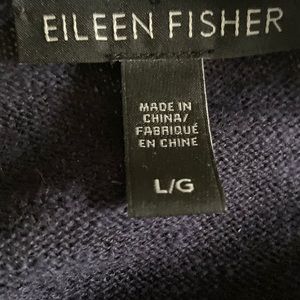 EILEEN FISHER
MADE IN
CHINA/
FABRIQUÉ
EN CHINE
L/G